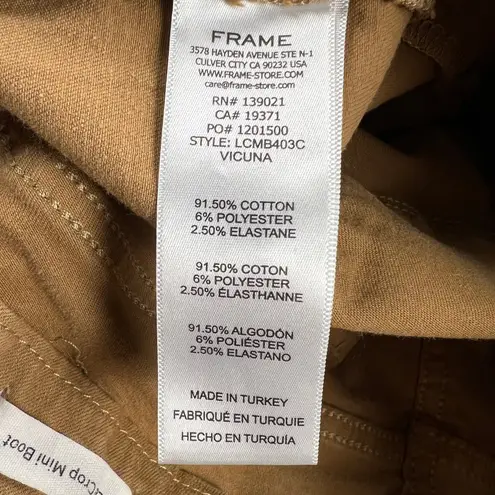 FRAME
3578 HAYDEN AVENUE STE N-1
CULVER CITY CA 90232 USA
WWW.FRAME-STORE.COM
care@frame-store.com
RN# 139021
CA# 19371
PO# 1201500
STYLE: LCMB403C
VICUNA
91.50% COTTON
6% POLYESTER
2.50% ELASTANE
91.50% COTON
6% POLYESTER
2.50% ÉLASTHANNE
91.50% ALGODÓN
6% POLIÉSTER
2.50% ELASTANO
MADE IN TURKEY
FABRIQUÉ EN TURQUIE
HECHO EN TURQUÍA
Crop Mini Boot